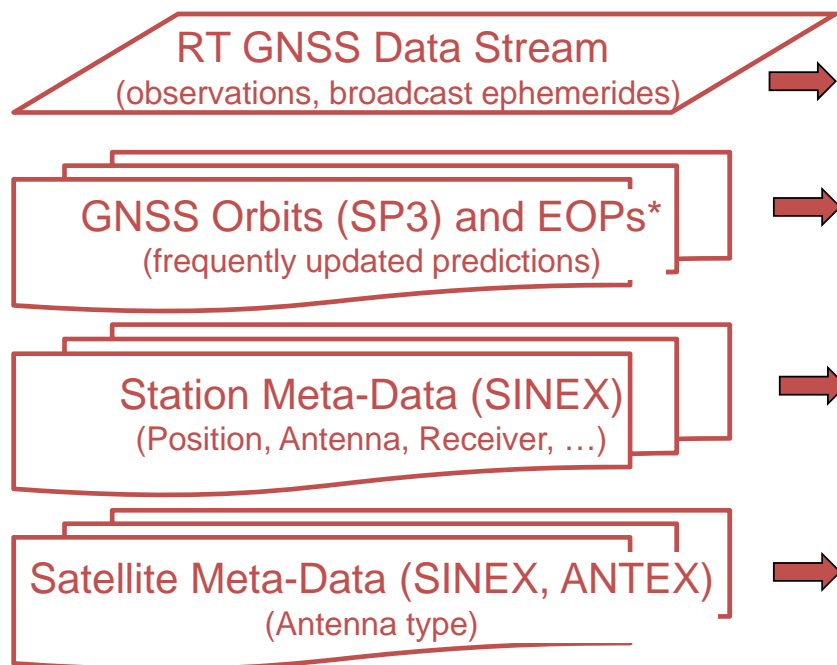 RT GNSS Data Stream
(observations, broadcast ephemerides)
GNSS Orbits (SP3) and EOPs*
(frequently updated predictions)
Station Meta-Data (SINEX)
(Position, Antenna, Receiver, …)
Satellite Meta-Data (SINEX, ANTEX)
(Antenna type)